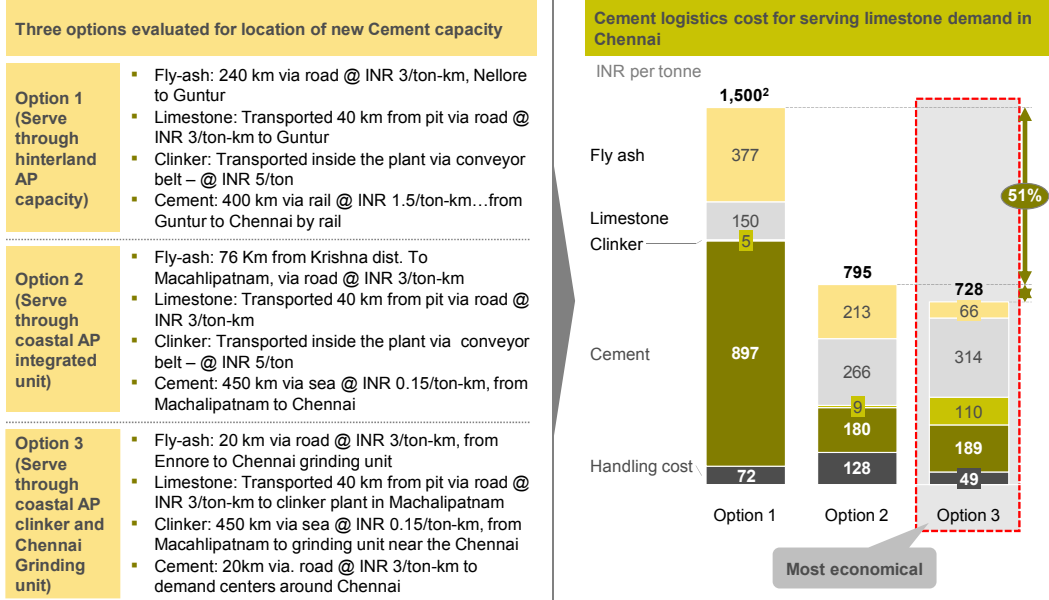 Three options evaluated for location of new Cement capacity
Option 1
(Serve
through
hinterland
AP
capacity)
▪ Fly-ash: 240 km via road @ INR 3/ton-km, Nellore
to Guntur
▪ Limestone: Transported 40 km from pit via road @
INR 3/ton-km to Guntur
▪ Clinker: Transported inside the plant via conveyor
belt – @ INR 5/ton
▪ Cement: 400 km via rail @ INR 1.5/ton-km…from
Guntur to Chennai by rail
Option 2
(Serve
through
coastal AP
integrated
unit)
▪ Fly-ash: 76 Km from Krishna dist. To
Macahlipatnam, via road @ INR 3/ton-km
▪ Limestone: Transported 40 km from pit via road @
INR 3/ton-km
▪ Clinker: Transported inside the plant via conveyor
belt – @ INR 5/ton
▪ Cement: 450 km via sea @ INR 0.15/ton-km, from
Machalipatnam to Chennai
Option 3
(Serve
through
coastal AP
clinker and
Chennai
Grinding
unit)
▪ Fly-ash: 20 km via road @ INR 3/ton-km, from
Ennore to Chennai grinding unit
▪ Limestone: Transported 40 km from pit via road @
INR 3/ton-km to clinker plant in Machalipatnam
▪ Clinker: 450 km via sea @ INR 0.15/ton-km, from
Macahlipatnam to grinding unit near the Chennai
▪ Cement: 20km via. road @ INR 3/ton-km to
demand centers around Chennai
Cement logistics cost for serving limestone demand in
Chennai
INR per tonne
Fly ash
Limestone
Clinker
Cement
Handling cost
1,500²
377
150
5
897
72
Option 1
795
213
266
9
180
128
Option 2
728
66
314
110
189
49
Option 3
51%
Most economical